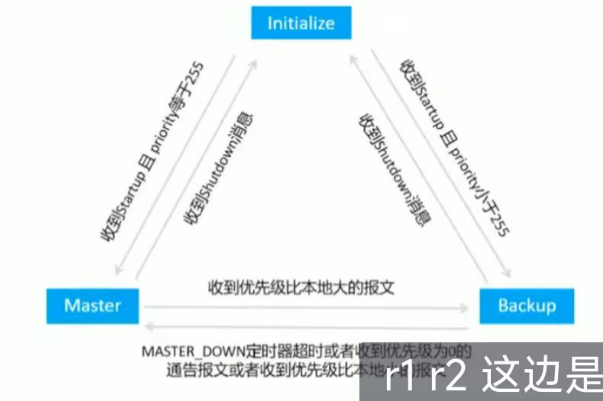 Initialize
收到Startup 且 priority等于255
收到Shutdown消息
收到Shutdown消息
收到Startup 且 priority小于255
Master
收到优先级比本地大的报文
Backup
MASTER_DOWN定时器超时或者收到优先级为0的
通告报文或者收到优先级比本地大的报文
r1 r2 这边是